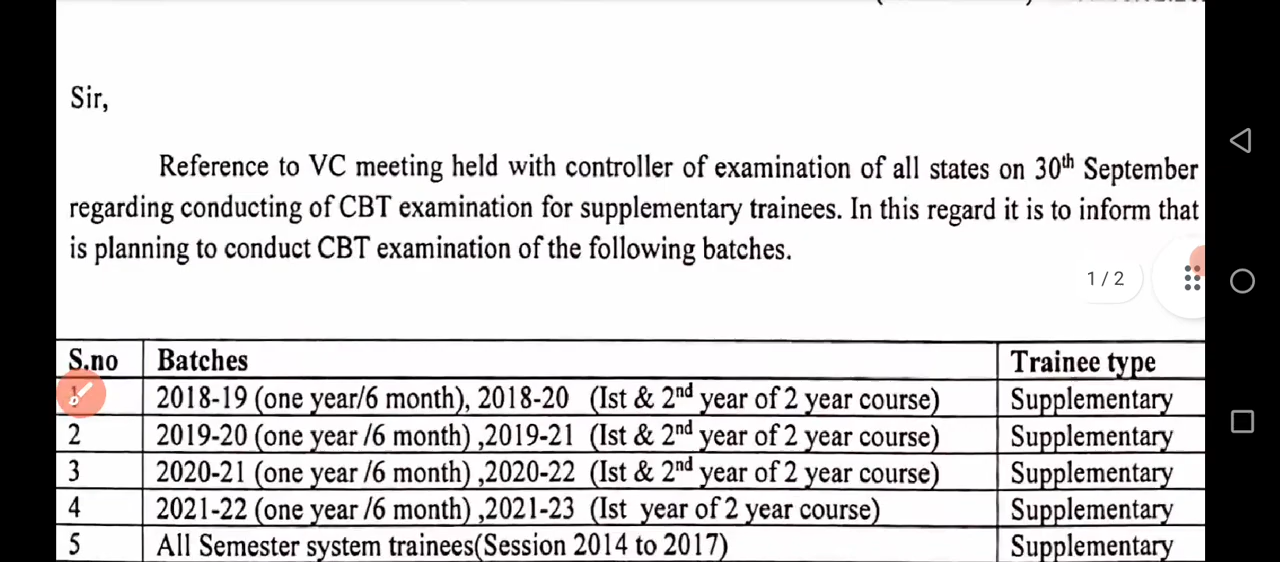 Sir,
Reference to VC meeting held with controller of examination of all states on 30th September
regarding conducting of CBT examination for supplementary trainees. In this regard it is to inform that
is planning to conduct CBT examination of the following batches.
1 / 2
S.no Batches Trainee type
2018-19 (one year/6 month), 2018-20 (Ist & 2nd year of 2 year course) Supplementary
2 2019-20 (one year /6 month) ,2019-21 (Ist & 2nd year of 2 year course) Supplementary
3 2020-21 (one year /6 month) ,2020-22 (Ist & 2nd year of 2 year course) Supplementary
4 2021-22 (one year /6 month) ,2021-23 (Ist year of 2 year course) Supplementary
5 All Semester system trainees(Session 2014 to 2017) Supplementary